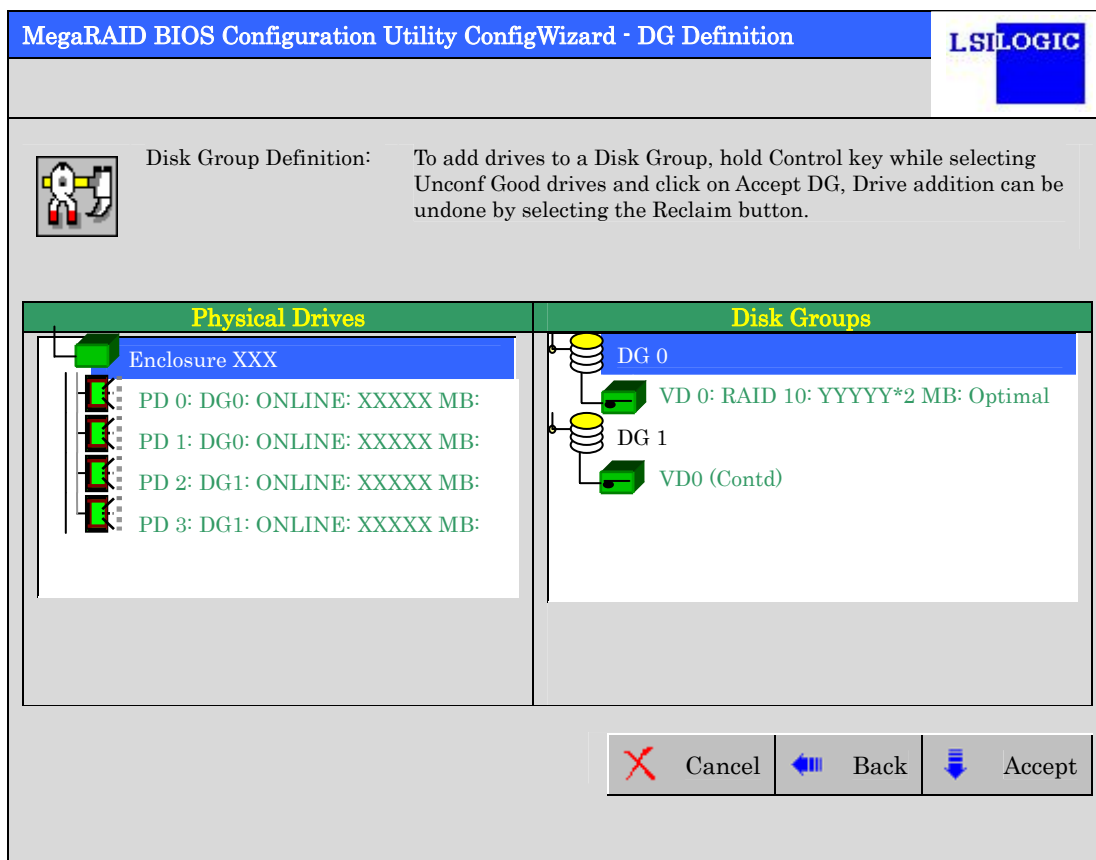 MegaRAID BIOS Configuration Utility ConfigWizard - DG Definition
LSILOGIC
Disk Group Definition:
To add drives to a Disk Group, hold Control key while selecting
Unconf Good drives and click on Accept DG, Drive addition can be
undone by selecting the Reclaim button.
Physical Drives
Enclosure XXX
PD 0: DG0: ONLINE: XXXXX MB:
PD 1: DG0: ONLINE: XXXXX MB:
PD 2: DG1: ONLINE: XXXXX MB:
PD 3: DG1: ONLINE: XXXXX MB:
Disk Groups
DG 0
VD 0: RAID 10: YYYYY*2 MB: Optimal
DG 1
VD0 (Contd)
Cancel
Back
Accept